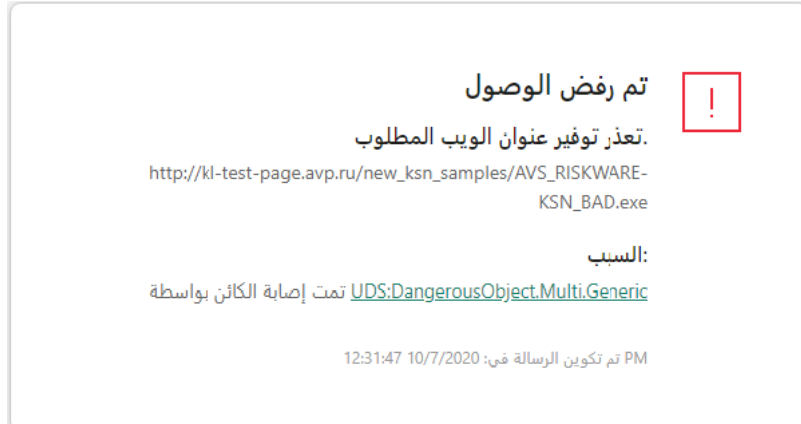 تم رفض الوصول
.تعذر توفير عنوان الويب المطلوب
http://kl-test-page.avp.ru/new_ksn_samples/AVS_RISKWARE-
KSN_BAD.exe
:السبب
UDS:DangerousObject.Multi.Generic تمت إصابة الكائن بواسطة
PM تم تكوين الرسالة في: 10/7/2020 12:31:47